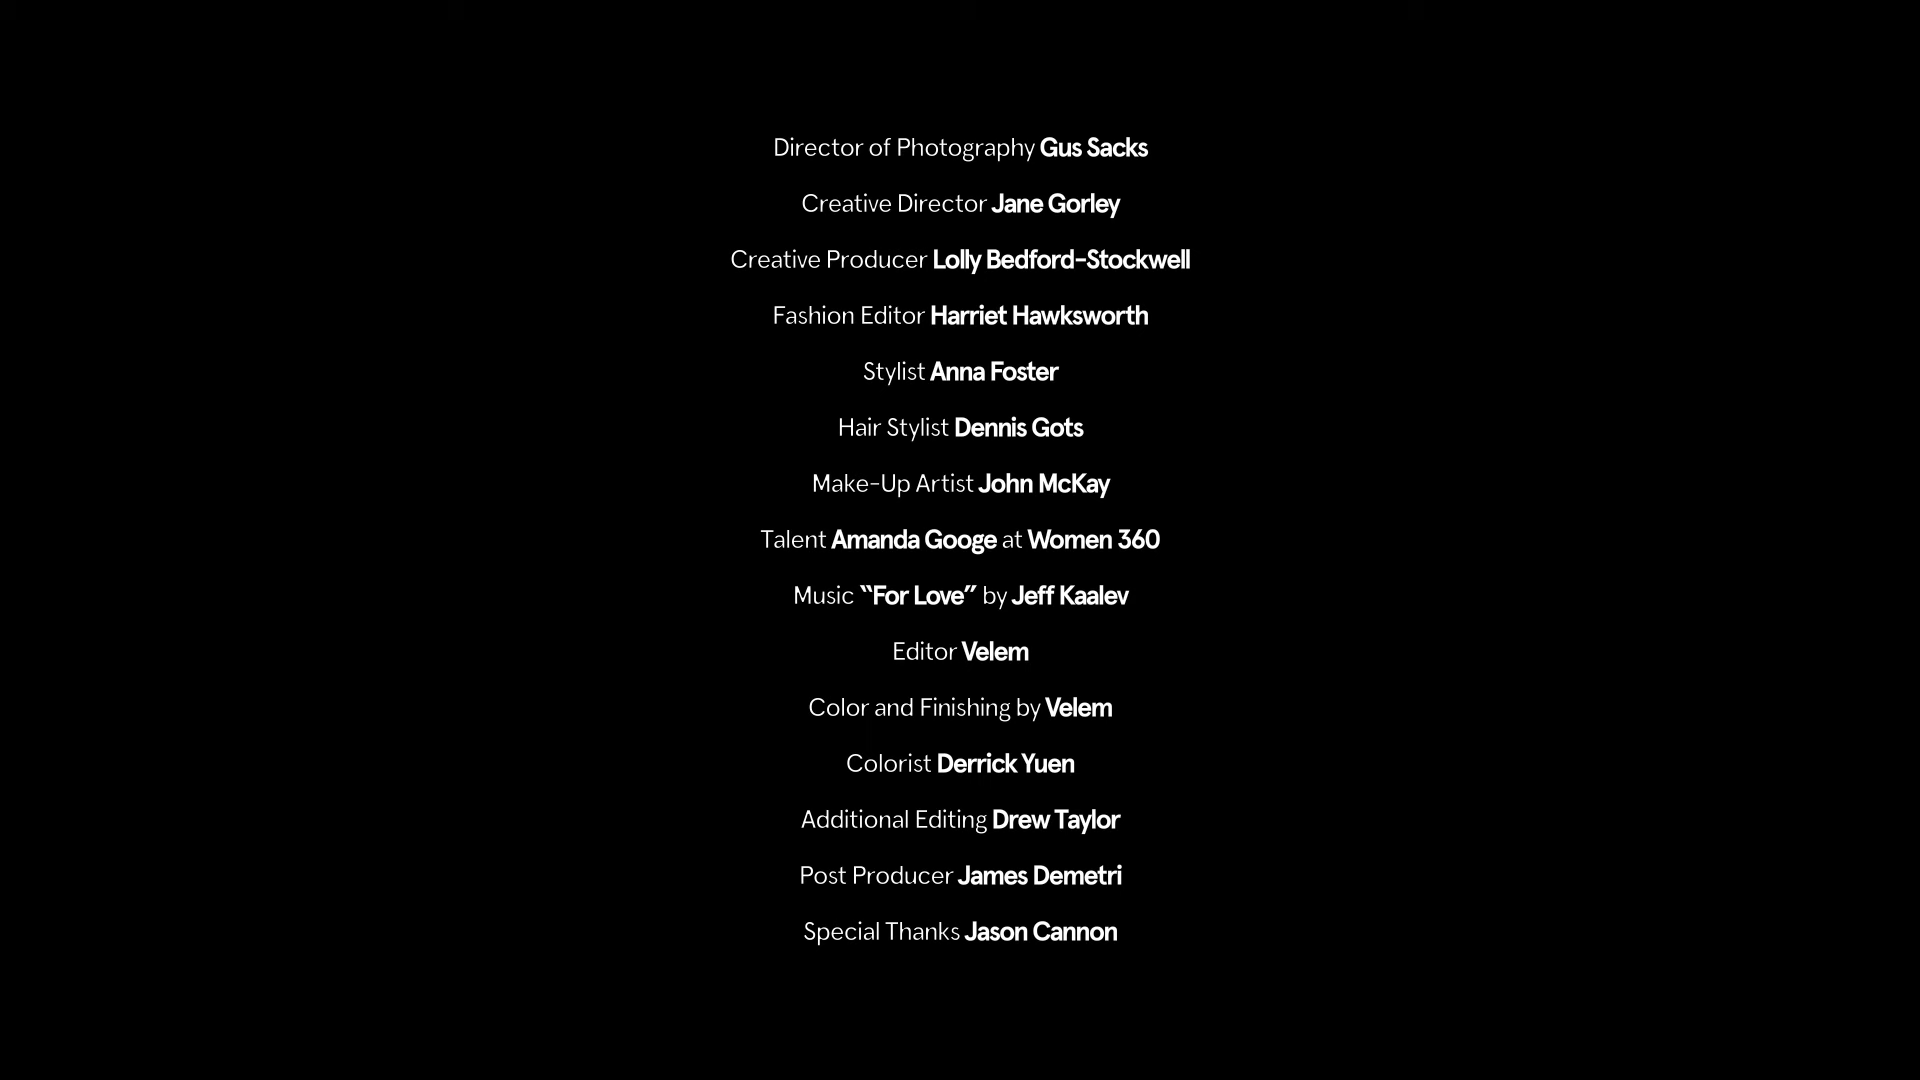 Director of Photography Gus Sacks
Creative Director Jane Gorley
Creative Producer Lolly Bedford-Stockwell
Fashion Editor Harriet Hawksworth
Stylist Anna Foster
Hair Stylist Dennis Gots
Make-Up Artist John McKay
Talent Amanda Googe at Women 360
Music “For Love” by Jeff Kaalev
Editor Velem
Color and Finishing by Velem
Colorist Derrick Yuen
Additional Editing Drew Taylor
Post Producer James Demetri
Special Thanks Jason Cannon